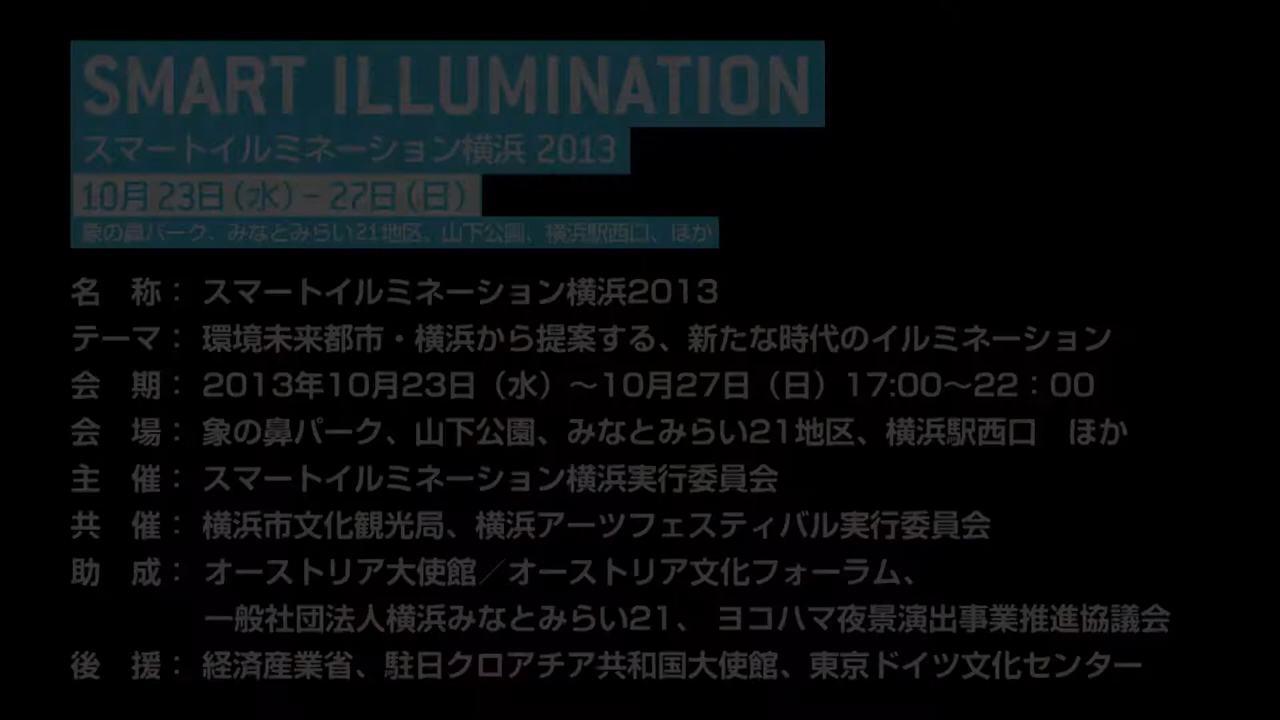 SMART ILLUMINATION
スマートイルミネーション横浜 2013
10月 23日(水)－27日(日)
象の鼻パーク、みなとみらい21地区、山下公園、横浜駅西口、ほか
名　称： スマートイルミネーション横浜2013
テーマ： 環境未来都市・横浜から提案する、新たな時代のイルミネーション
会　期： 2013年10月23日（水）～10月27日（日）17:00～22：00
会　場： 象の鼻パーク、山下公園、みなとみらい21地区、横浜駅西口　ほか
主　催： スマートイルミネーション横浜実行委員会
共　催： 横浜市文化観光局、横浜アーツフェスティバル実行委員会
助　成： オーストリア大使館／オーストリア文化フォーラム、
一般社団法人横浜みなとみらい21、 ヨコハマ夜景演出事業推進協議会
後　援： 経済産業省、駐日クロアチア共和国大使館、東京ドイツ文化センター